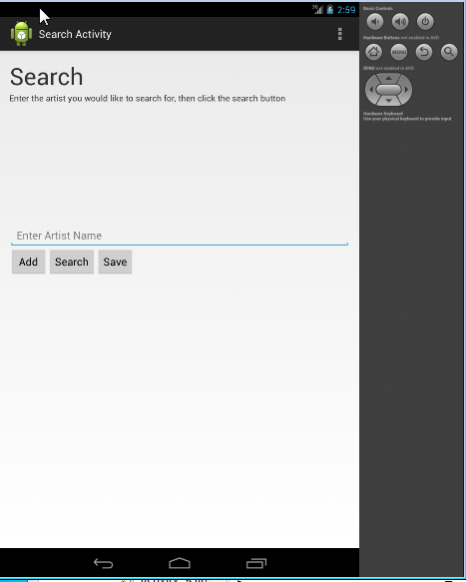 3G 2:59
Search Activity
Search
Enter the artist you would like to search for, then click the search button
Enter Artist Name
Add Search Save
Basic Controls
Hardware Buttons not enabled in AVD
MENU
DPAD not enabled in AVD
Hardware Keyboard
Use your physical keyboard to provide input